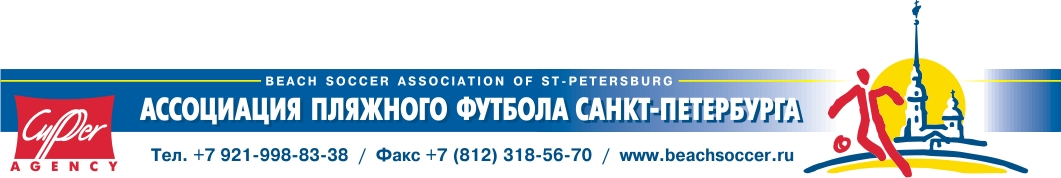 BEACH SOCCER ASSOCIATION OF ST-PETERSBURG
АССОЦИАЦИЯ ПЛЯЖНОГО ФУТБОЛА САНКТ-ПЕТЕРБУРГА
Супер
AGENCY
Тел. +7 921-998-83-38 / Факс +7 (812) 318-56-70 / www.beachsoccer.ru